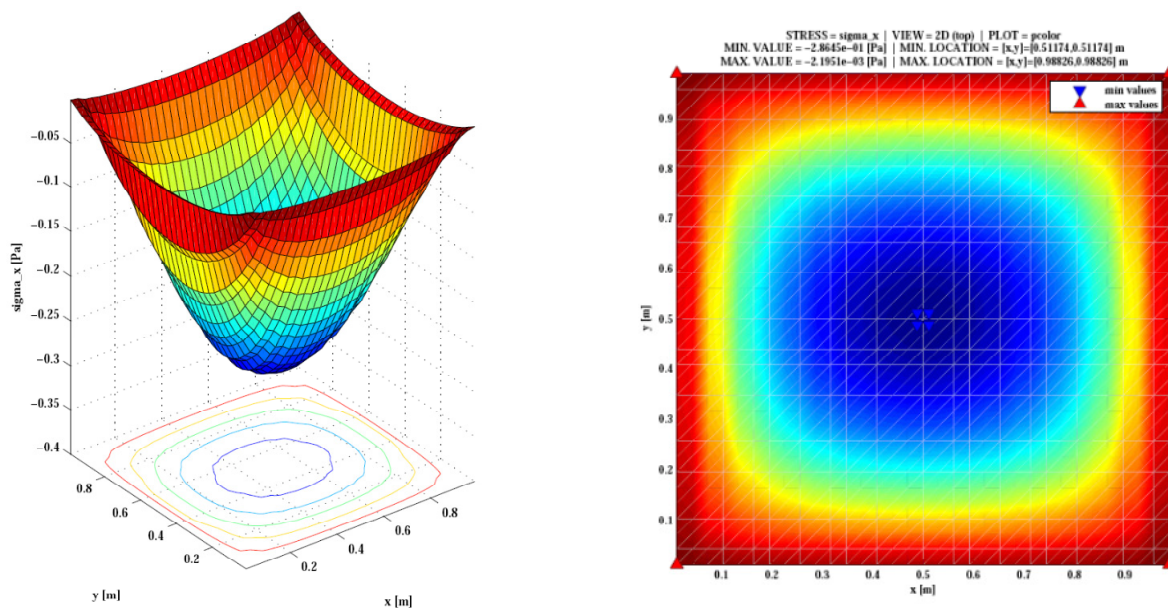 −0.05
−0.1
−0.15
−0.2
−0.25
−0.3
−0.35
−0.4
sigma_x [Pa]
0.8
0.6
0.4
0.2
y [m]
0.2
0.4
0.6
0.8
x [m]
STRESS = sigma_x | VIEW = 2D (top) | PLOT = pcolor
MIN. VALUE = −2.8645e−01 [Pa] | MIN. LOCATION = [x,y]=[0.51174,0.51174] m
MAX. VALUE = −2.1951e−03 [Pa] | MAX. LOCATION = [x,y]=[0.98826,0.98826] m
min values
max values
0.9
0.8
0.7
0.6
0.5
0.4
0.3
0.2
0.1
y [m]
0.1 0.2 0.3 0.4 0.5 0.6 0.7 0.8 0.9
x [m]